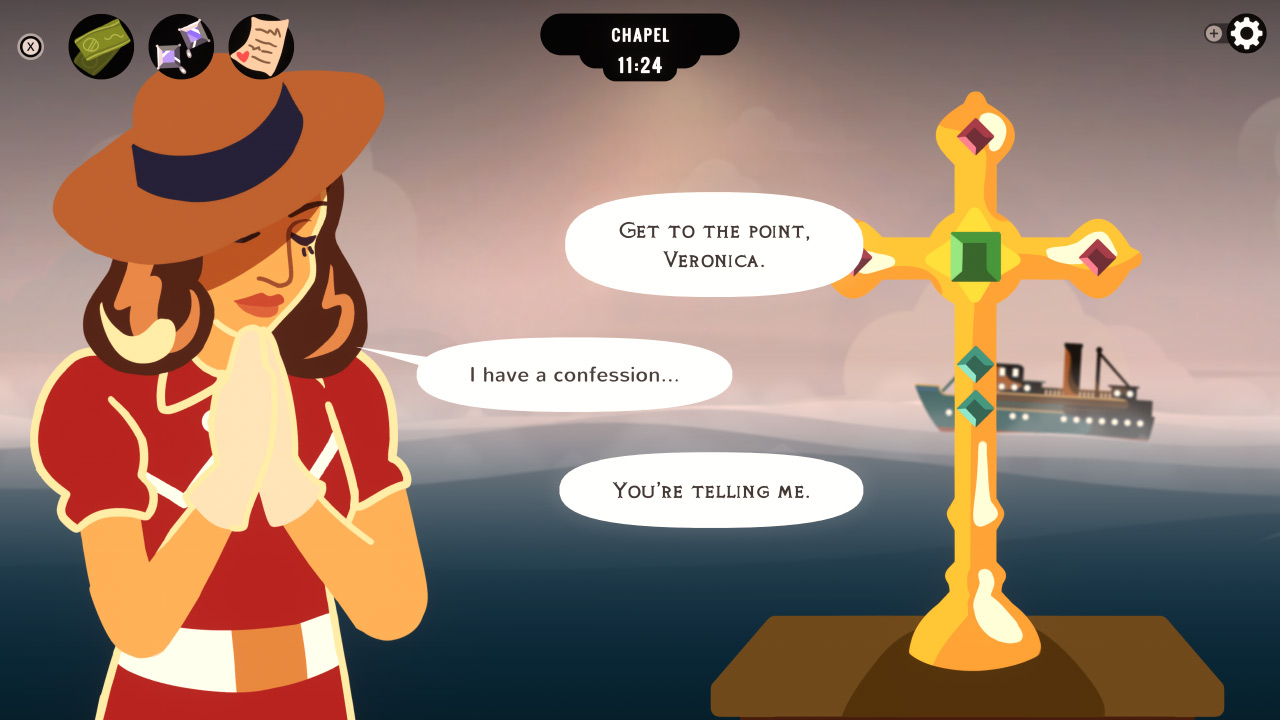 X
CHAPEL
11:24
+
GET TO THE POINT,
VERONICA.
I have a confession...
YOU'RE TELLING ME.